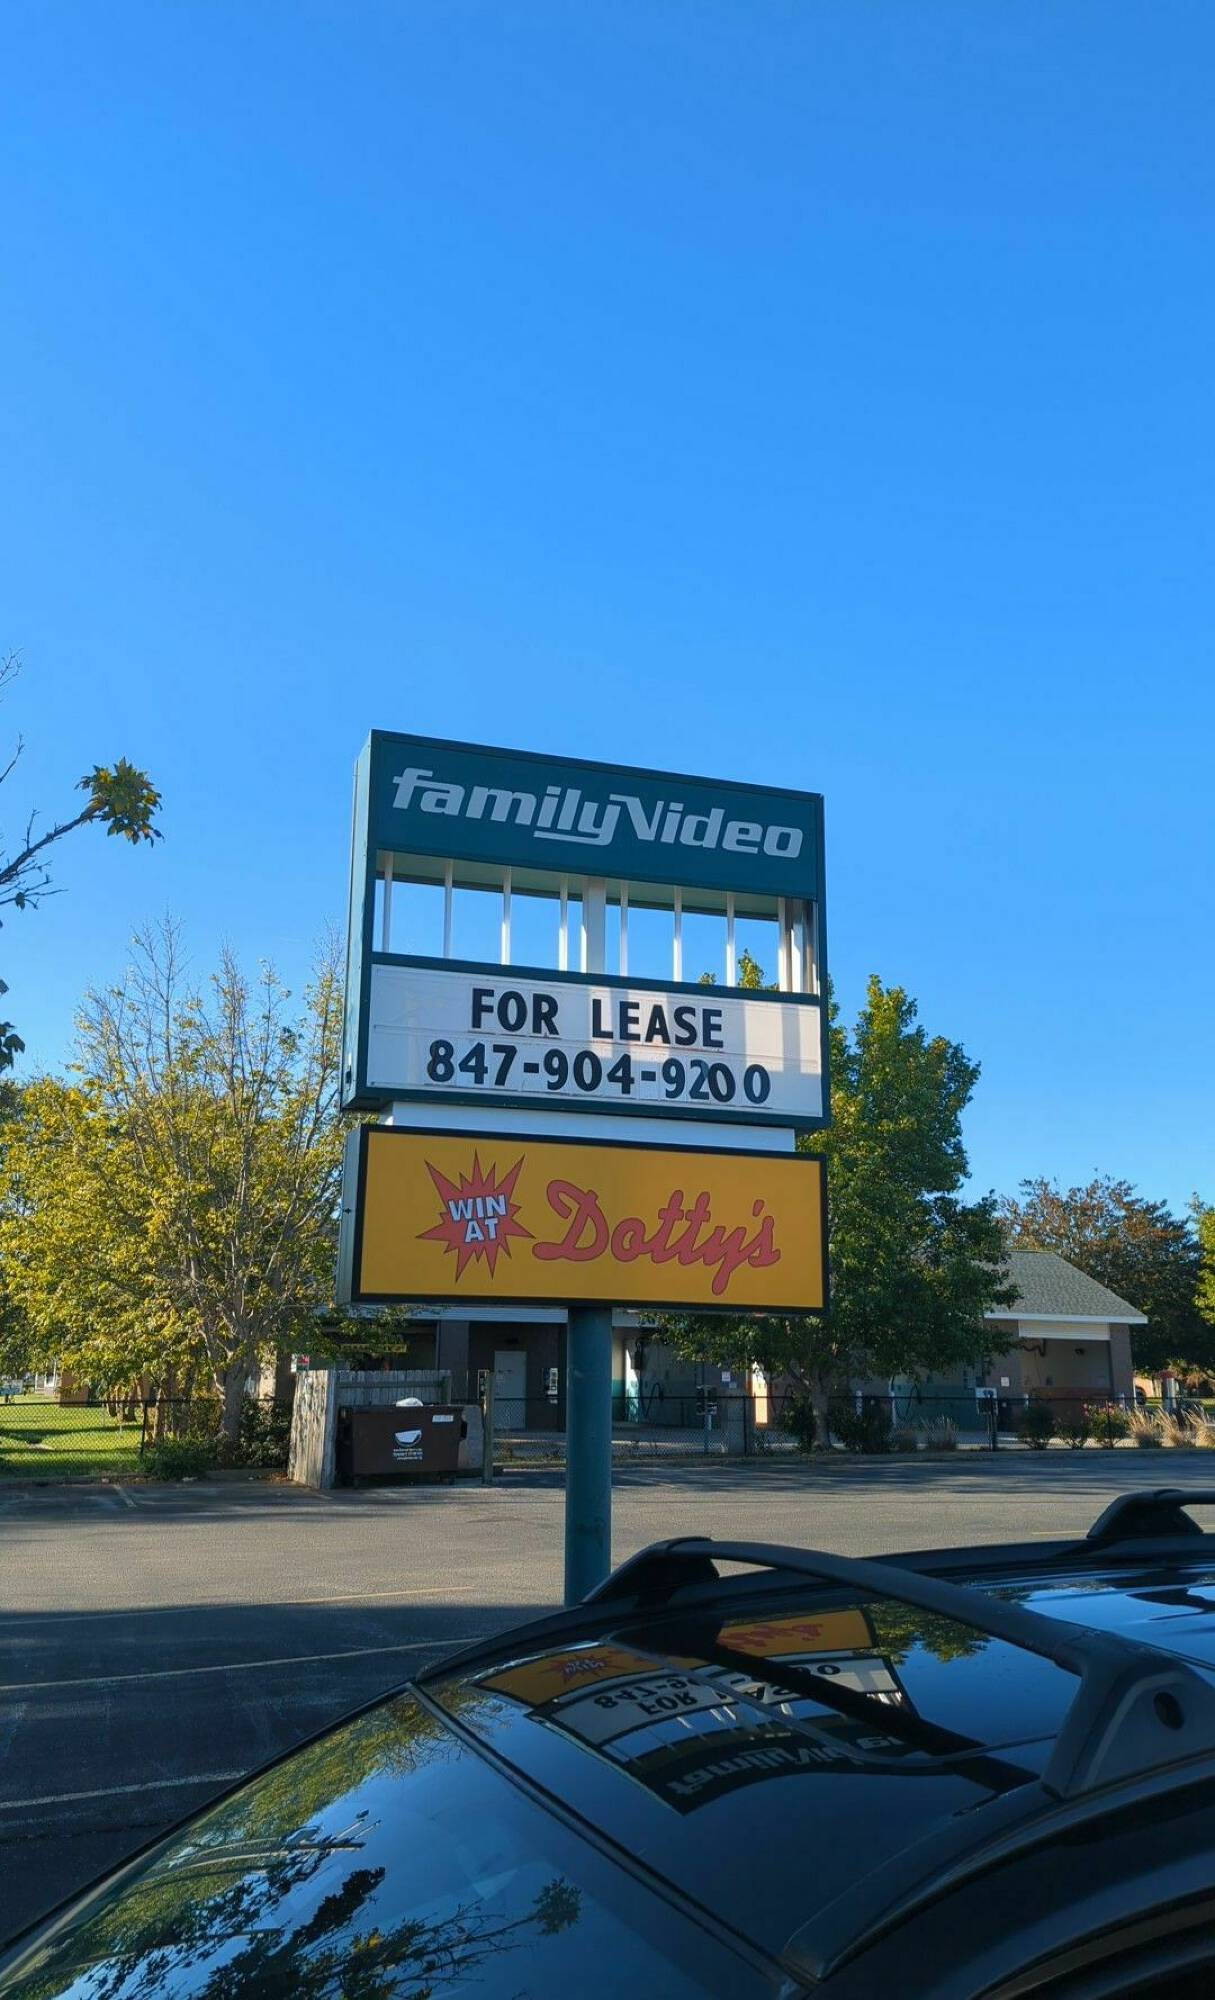 familyVideo
FOR LEASE
847-904-9200
WIN
AT
Dotty's